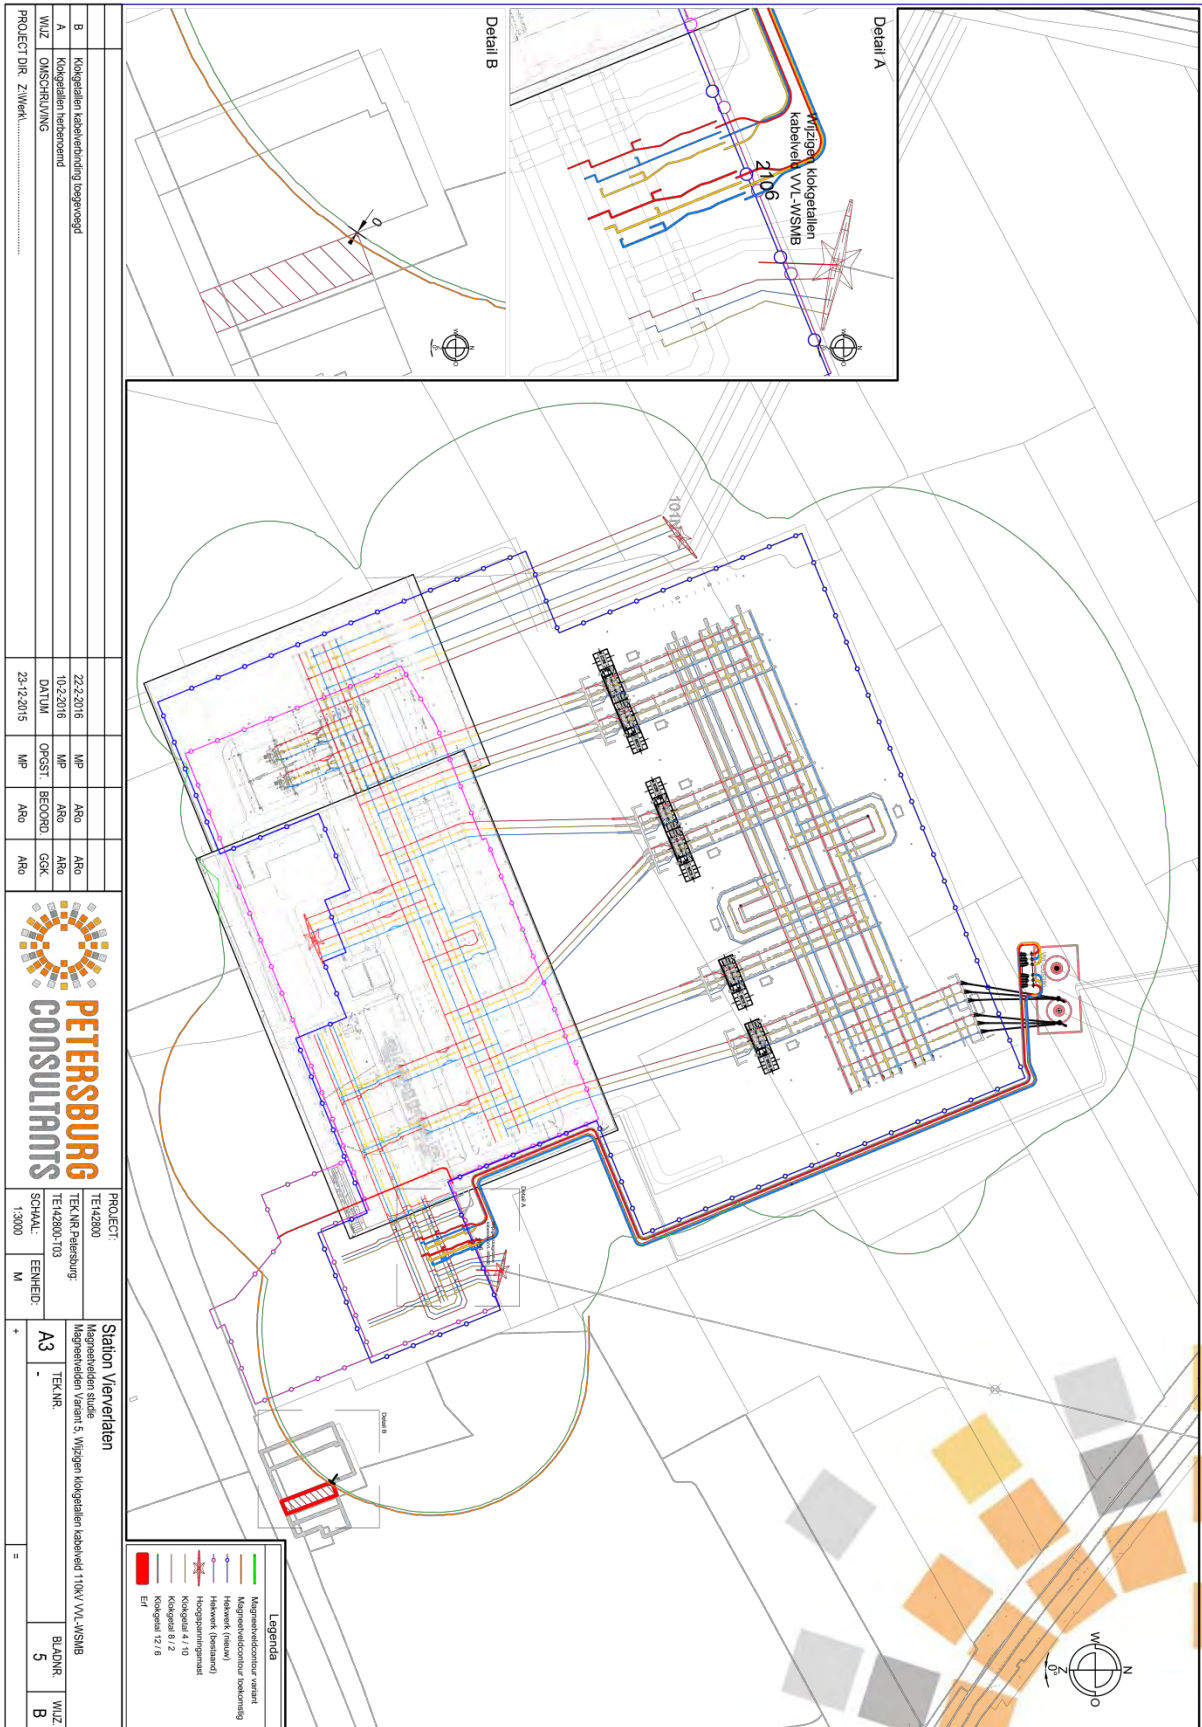 Detail A
Wijzigen klokgetallen
kabelveld VVL-WSMB
2106
Detail B
0
N
W
O
Z
0°
Detail A
Detail B
Legenda
Magneetveldcontour variant
Magneetveldcontour toekomstig
Hekwerk (nieuw)
Hekwerk (bestaand)
Hoogspanningsmast
Klokgetal 4 / 10
Klokgetal 8 / 2
Klokgetal 12 / 6
Erf
B Klokgetallen kabelverbinding toegevoegd 22-2-2016 MP ARo ARo
A Klokgetallen herbenoemd 10-2-2016 MP ARo ARo
WIJZ. OMSCHRIJVING DATUM OPGST. BEOORD. GGK.
PROJECT DIR. Z:\Werk\.................... 23-12-2015 MP ARo ARo
PETERSBURG
CONSULTANTS
PROJECT:
TE142800
TEK.NR.Petersburg:
TE142800-T03
SCHAAL: EENHEID:
1:3000 M
Station Vierverlaten
Magneetvelden studie
Magneetvelden Variant 5, Wijzigen klokgetallen kabelveld 110kV VVL-WSMB
A3 TEK.NR. BLADNR. WIJZ.
- 5 B
+ =